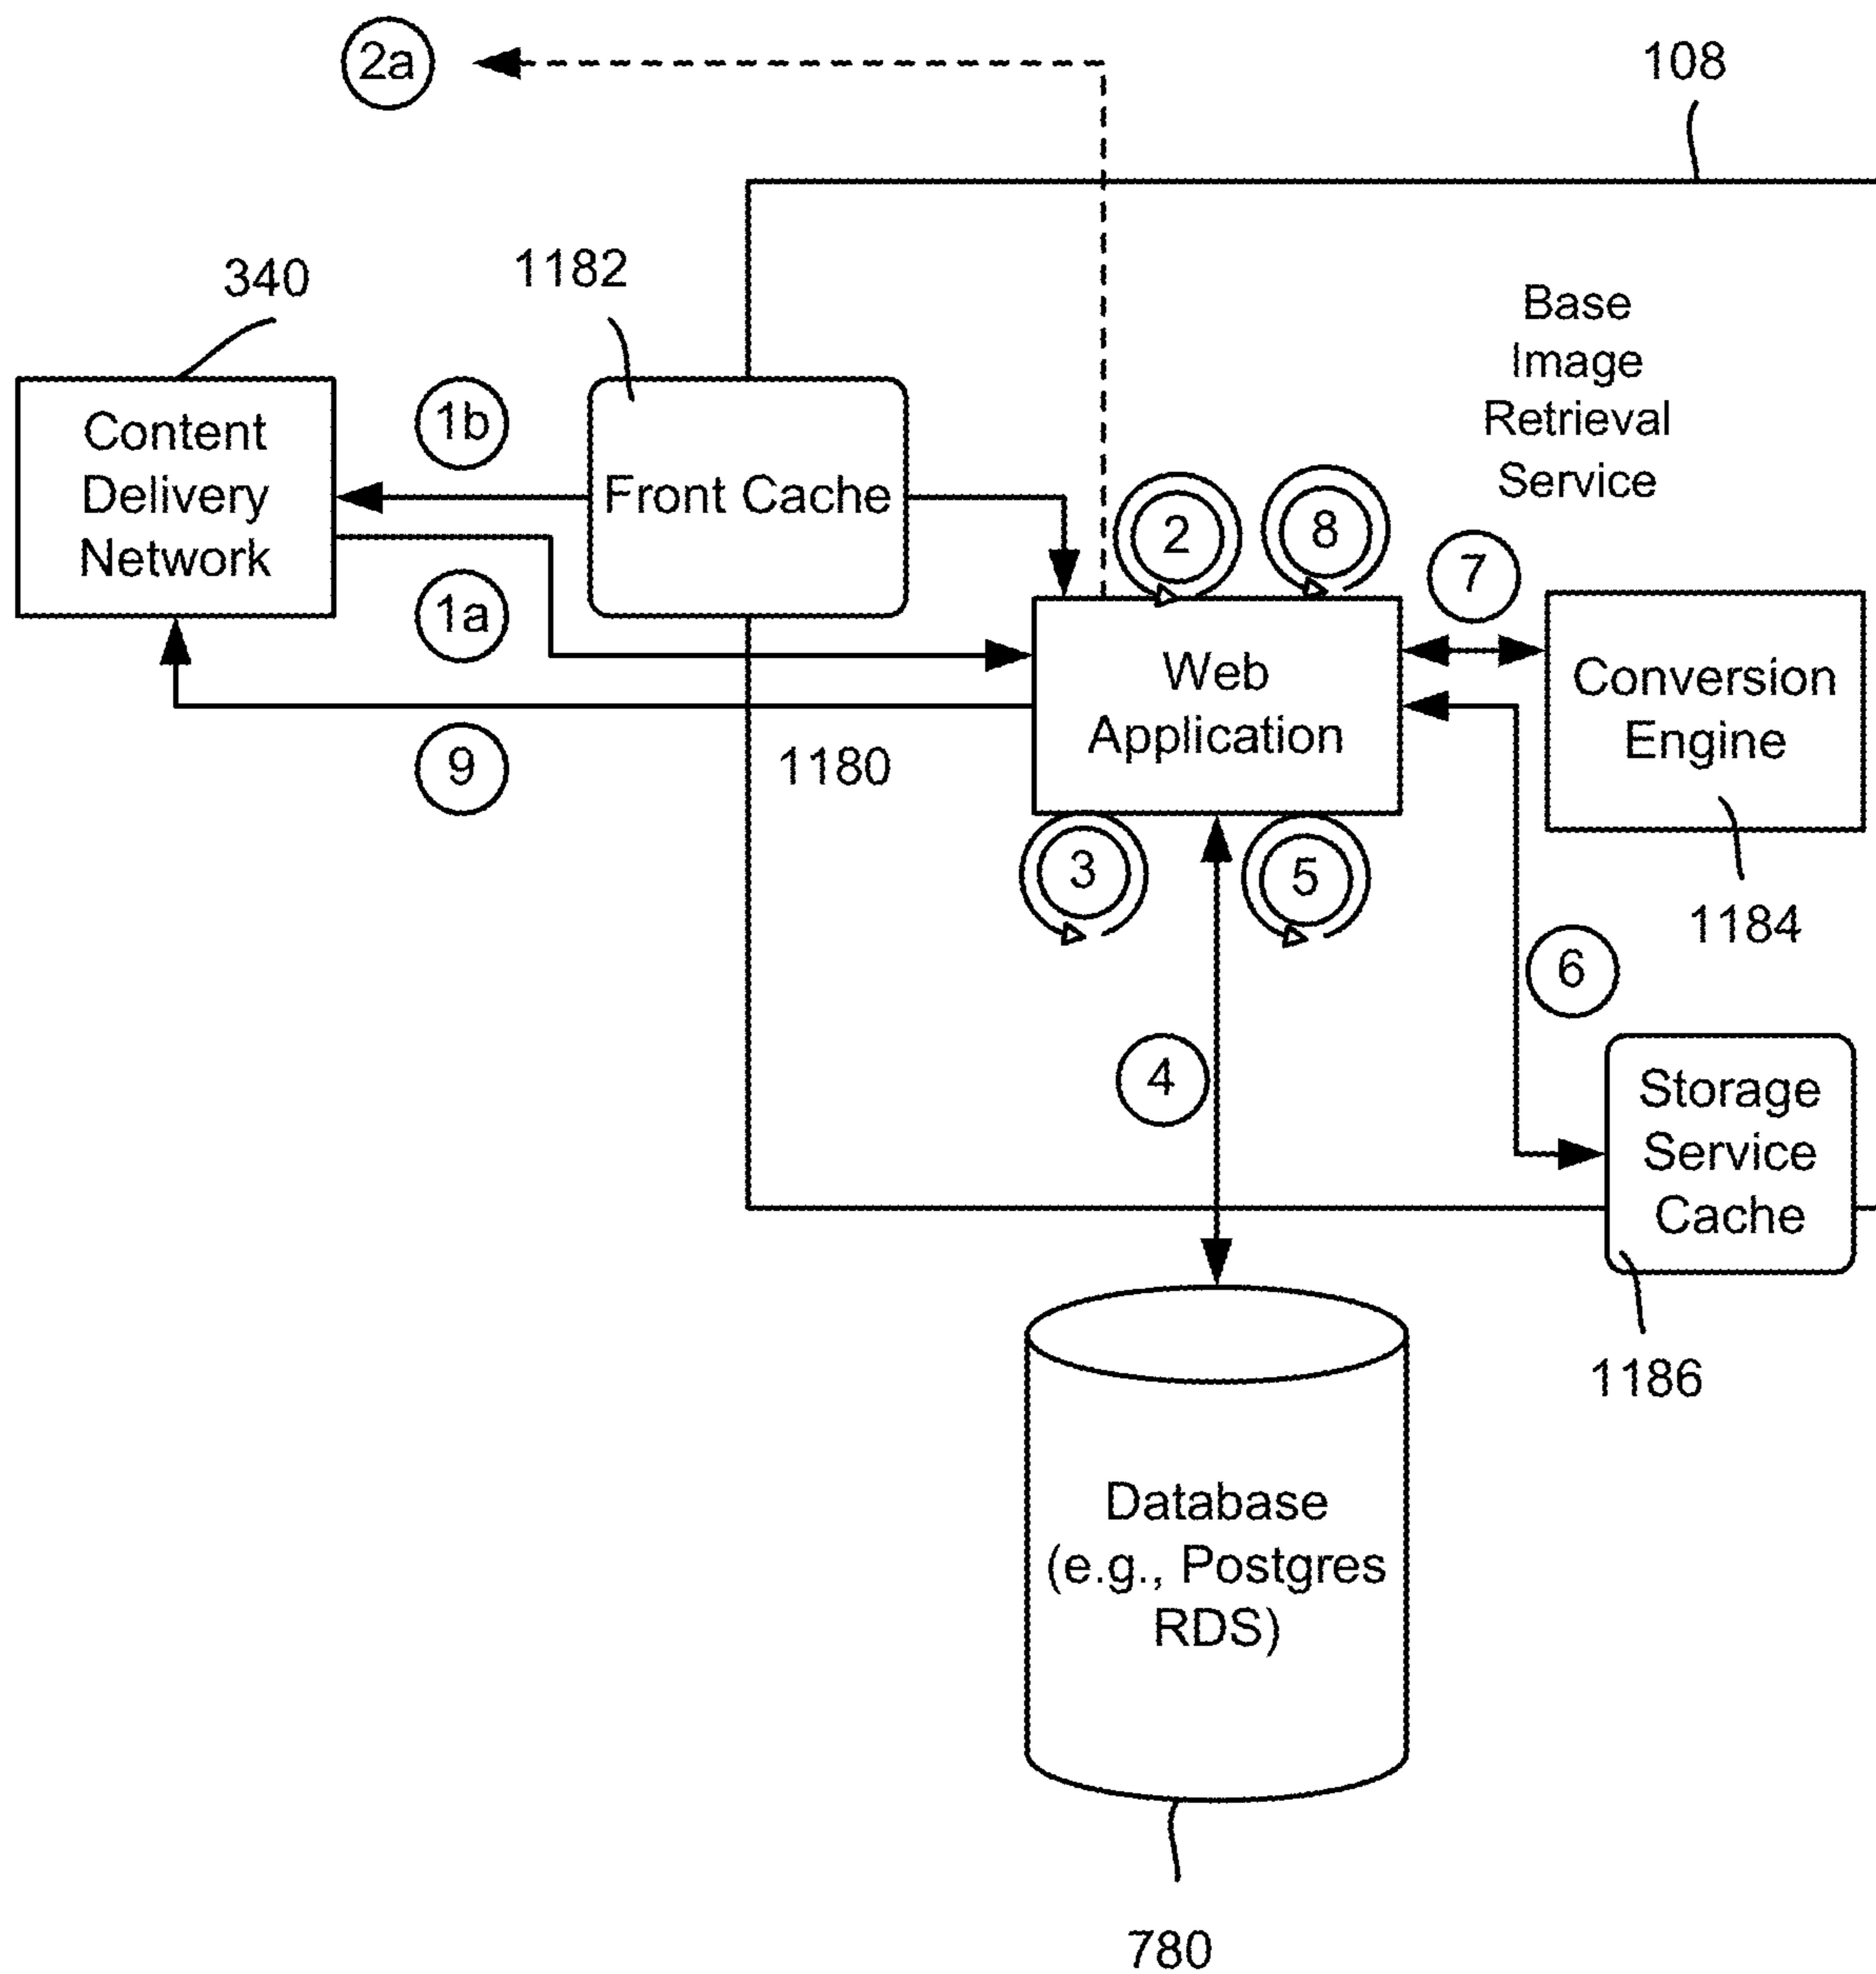 2a
108
340
1182
Base
Image
Retrieval
Service
Content
Delivery
Network
1b
Front Cache
2
8
7
1a
Web
Application
Conversion
Engine
9
1180
3
5
1184
6
4
Storage
Service
Cache
1186
Database
(e.g., Postgres
RDS)
780